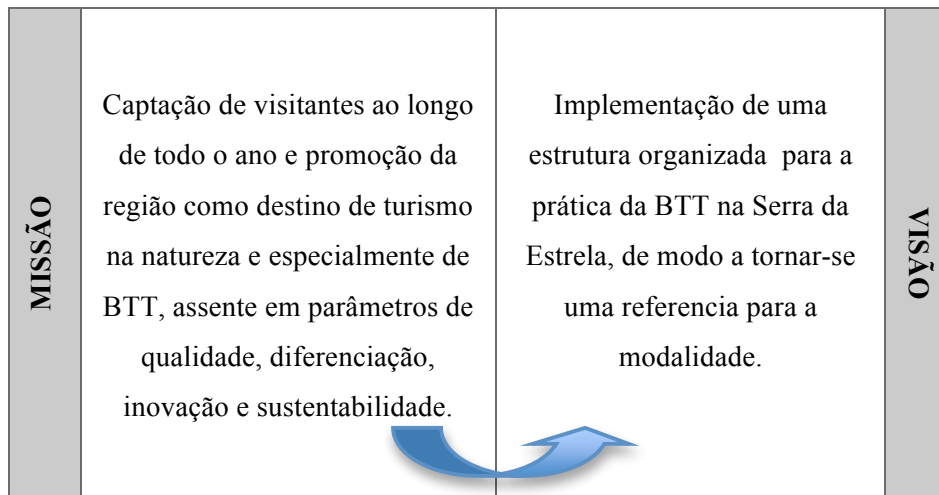 MISSÃO
Captação de visitantes ao longo
de todo o ano e promoção da
região como destino de turismo
na natureza e especialmente de
BTT, assente em parâmetros de
qualidade, diferenciação,
inovação e sustentabilidade.
Implementação de uma
estrutura organizada para a
prática da BTT na Serra da
Estrela, de modo a tornar-se
uma referencia para a
modalidade.
VISÃO